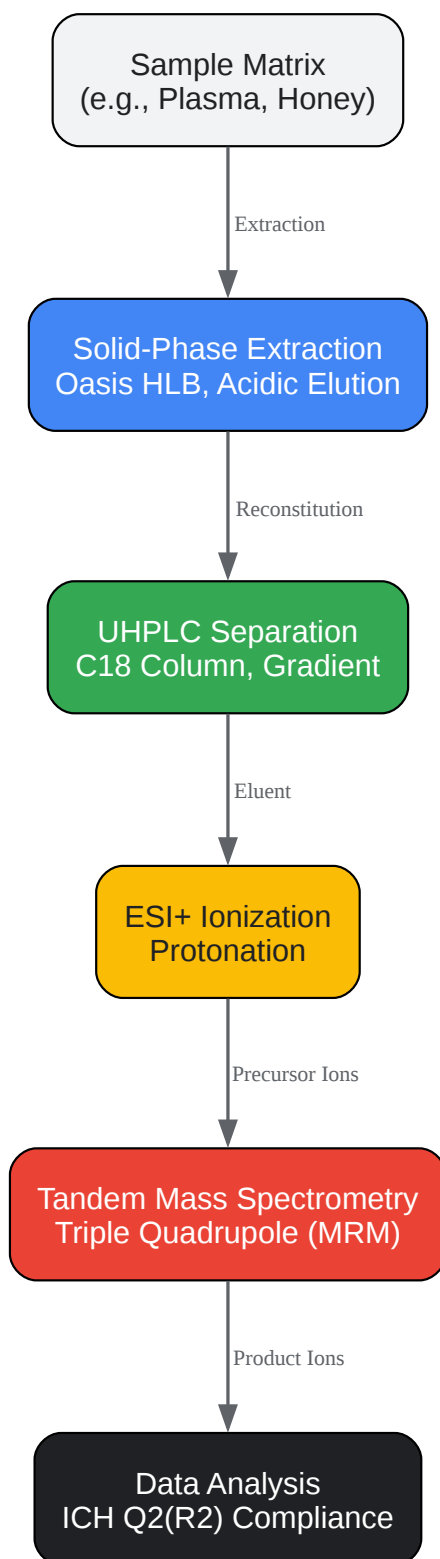 Sample Matrix
(e.g., Plasma, Honey)
Extraction
Solid-Phase Extraction
Oasis HLB, Acidic Elution
Reconstitution
UHPLC Separation
C18 Column, Gradient
Eluent
ESI+ Ionization
Protonation
Precursor Ions
Tandem Mass Spectrometry
Triple Quadrupole (MRM)
Product Ions
Data Analysis
ICH Q2(R2) Compliance